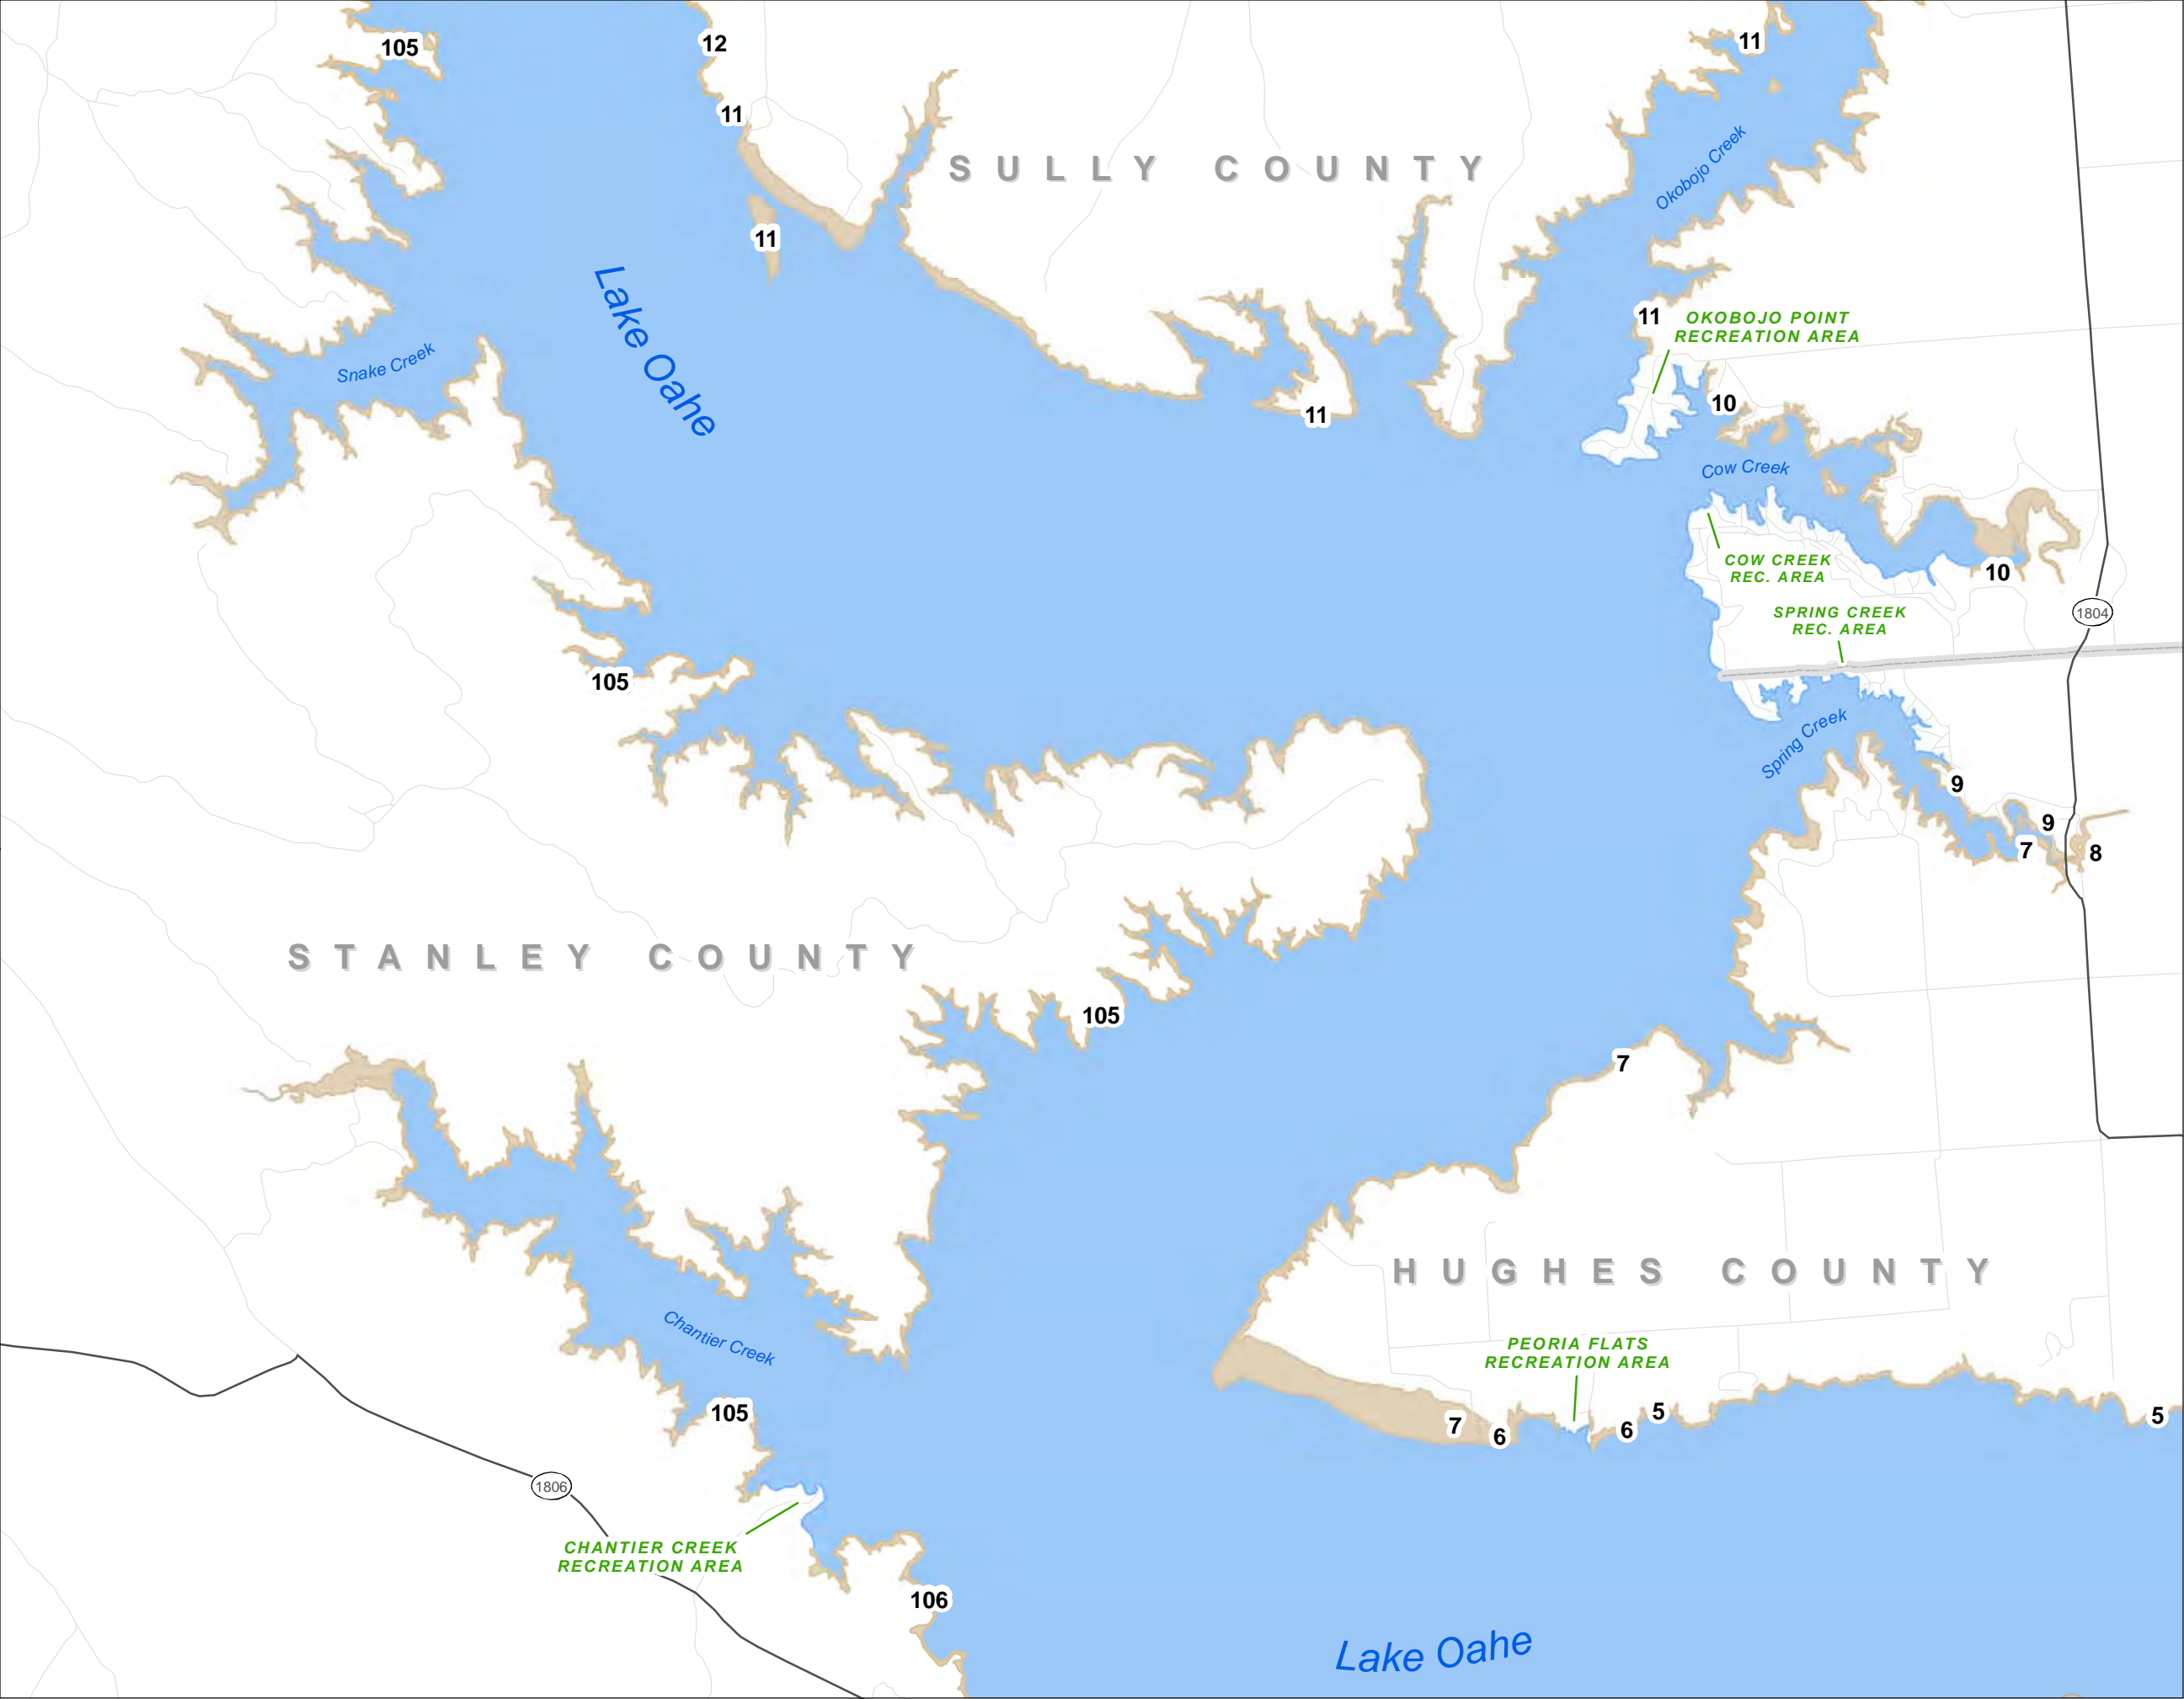 105
12
11
11
SULLY COUNTY
Okobojo Creek
11
11
Lake Oahe
Snake Creek
11
OKOBOJO POINT
RECREATION AREA
11
10
Cow Creek
COW CREEK
REC. AREA
10
SPRING CREEK
REC. AREA
1804
105
Spring Creek
9
9
7
8
STANLEY COUNTY
105
7
HUGHES COUNTY
Chantier Creek
PEORIA FLATS
RECREATION AREA
105
7
6
6
5
5
1806
CHANTIER CREEK
RECREATION AREA
106
Lake Oahe